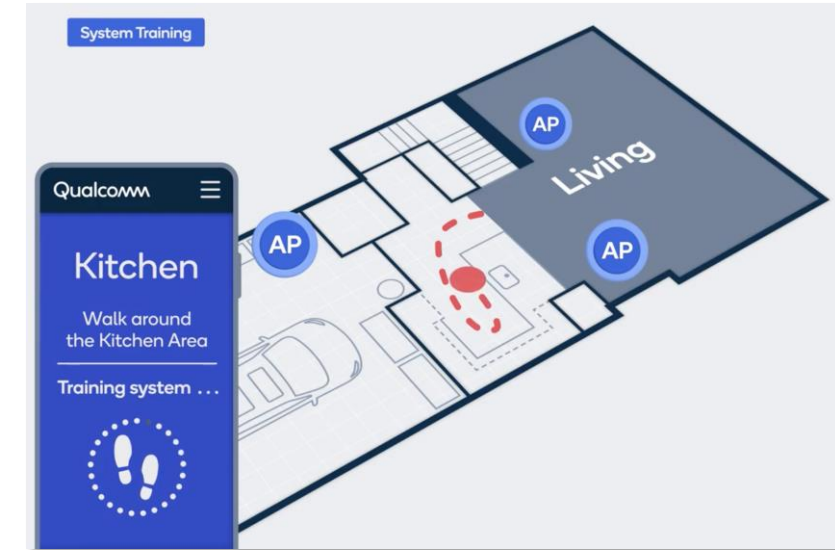 System Training
Qualcomm
Kitchen
Walk around
the Kitchen Area
Training system ...
AP
AP
Living
AP